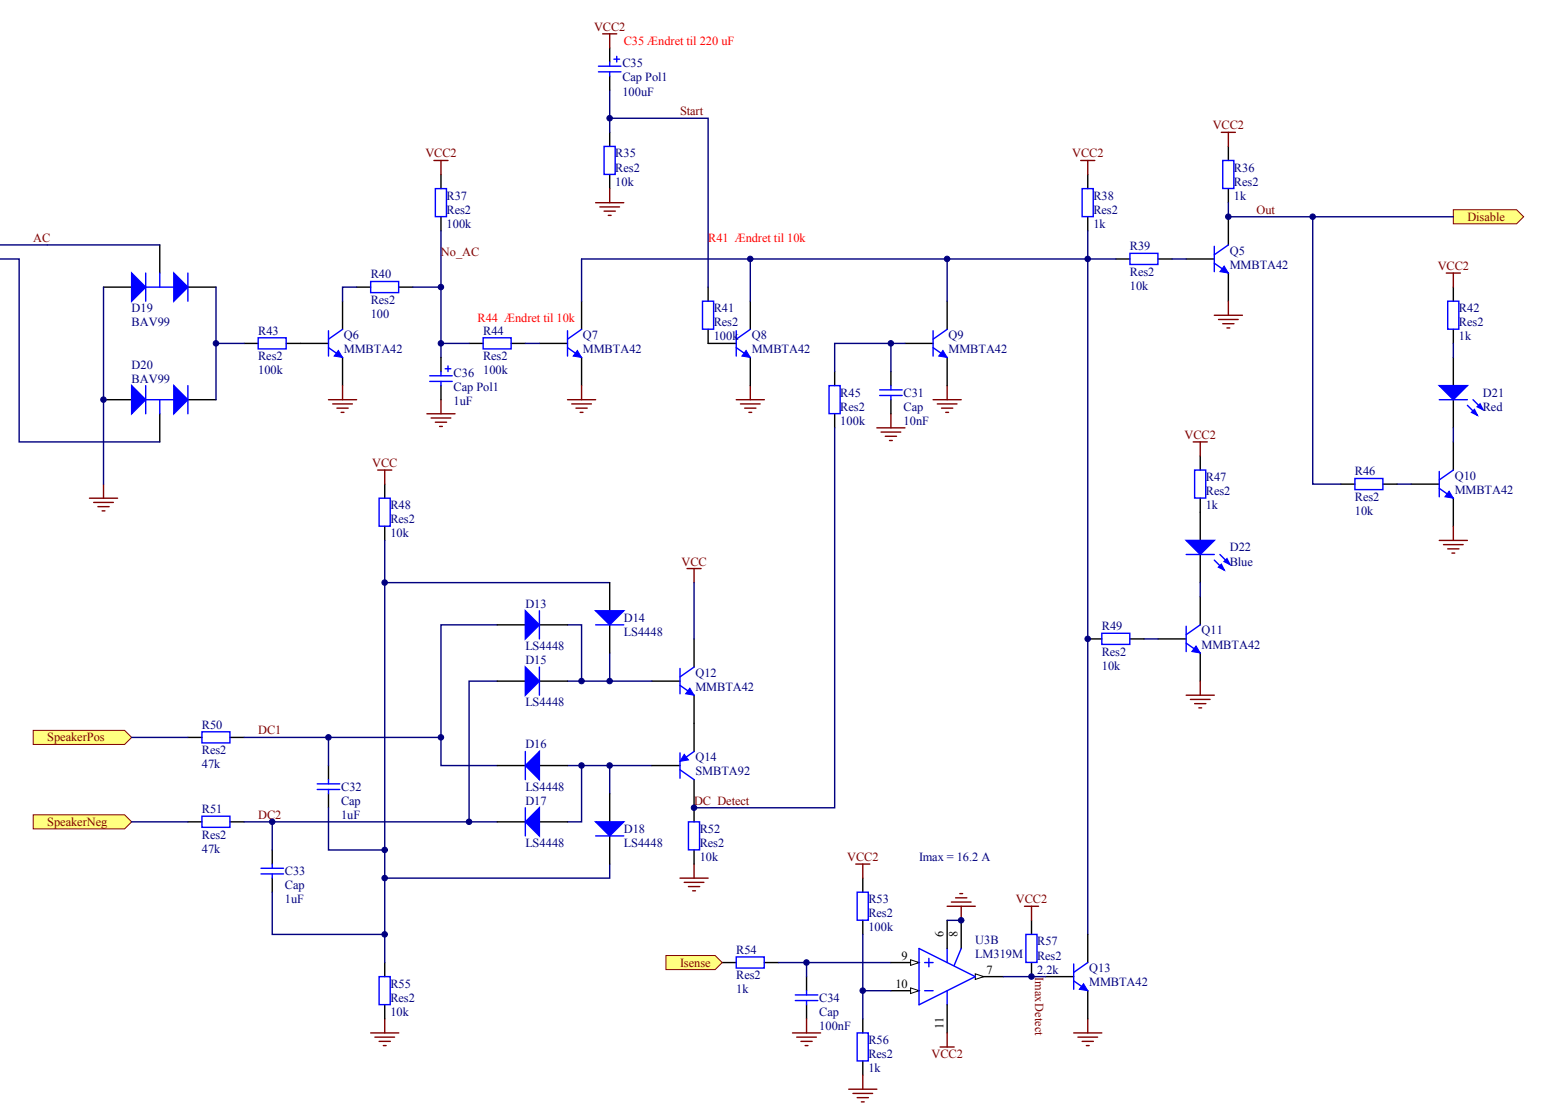 VCC2
C35 Ændret til 220 uF
C35
Cap Pol1
100uF
Start
R35
Res2
10k
VCC2
R37
Res2
100k
No_AC
AC
D19
BAV99
D20
BAV99
R43
Res2
100k
R40
Res2
100
Q6
MMBTA42
R44 Ændret til 10k
R44
Res2
100k
C36
Cap Pol1
1uF
Q7
MMBTA42
R41 Ændret til 10k
R41
Res2
100k
Q8
MMBTA42
R45
Res2
100k
C31
Cap
10nF
Q9
MMBTA42
VCC2
R38
Res2
1k
R39
Res2
10k
VCC2
R36
Res2
1k
Out
Disable
Q5
MMBTA42
VCC2
R42
Res2
1k
D21
Red
R46
Res2
10k
Q10
MMBTA42
VCC2
R47
Res2
1k
D22
Blue
R49
Res2
10k
Q11
MMBTA42
VCC
R48
Res2
10k
D13
LS4448
D14
LS4448
D15
LS4448
VCC
Q12
MMBTA42
SpeakerPos
R50
Res2
47k
DC1
C32
Cap
1uF
D16
LS4448
D17
LS4448
D18
LS4448
Q14
SMBTA92
DC_Detect
R52
Res2
10k
SpeakerNeg
R51
Res2
47k
DC2
C33
Cap
1uF
R55
Res2
10k
VCC2
Imax = 16.2 A
R53
Res2
100k
Isense
R54
Res2
1k
C34
Cap
100nF
R56
Res2
1k
9
10
6
8
11
7
+
−
U3B
LM319M
VCC2
VCC2
R57
Res2
2.2k
ImaxDetect
Q13
MMBTA42